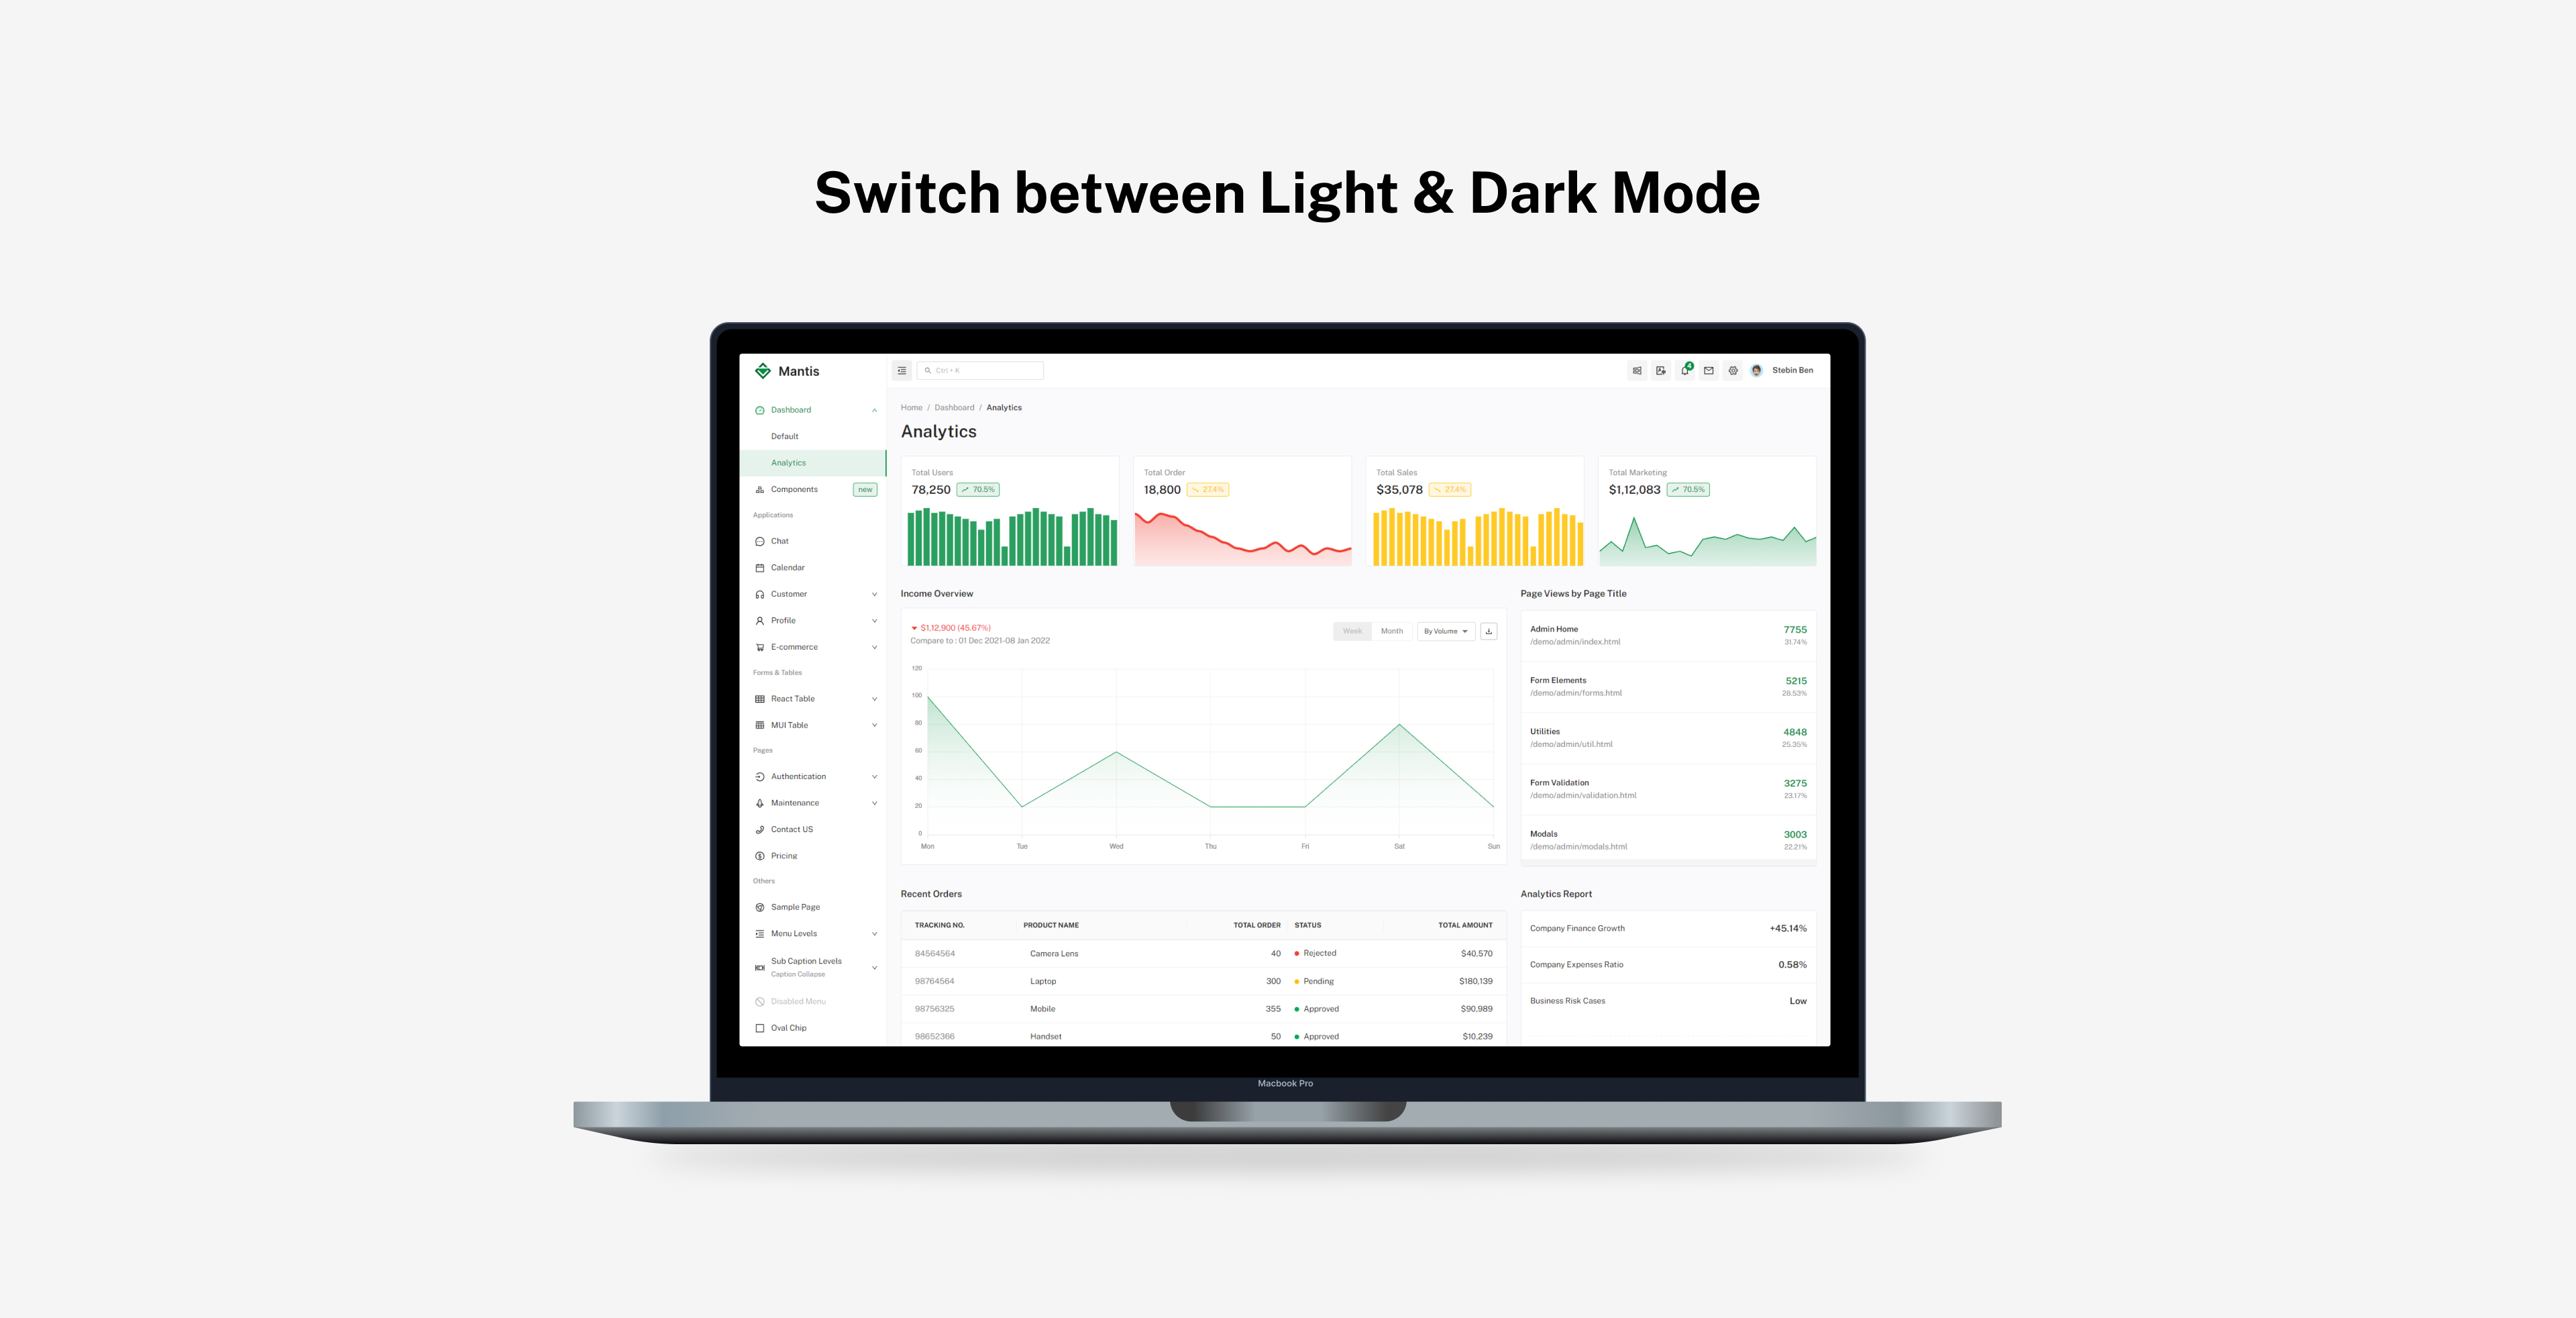 Switch between Light & Dark Mode
Mantis
Ctrl + K
4
Stebin Ben
Dashboard
Default
Analytics
Components new
Applications
Chat
Calendar
Customer
Profile
E-commerce
Forms & Tables
React Table
MUI Table
Pages
Authentication
Maintenance
Contact US
Pricing
Others
Sample Page
Menu Levels
Sub Caption Levels
Caption Collapse
Disabled Menu
Oval Chip
Home / Dashboard / Analytics
Analytics
Total Users
78,250 70.5%
Total Order
18,800 27.4%
Total Sales
$35,078 27.4%
Total Marketing
$1,12,083 70.5%
Income Overview
$1,12,900 (45.67%)
Compare to : 01 Dec 2021-08 Jan 2022
Week Month By Volume
120
100
80
60
40
20
0
Mon Tue Wed Thu Fri Sat Sun
Page Views by Page Title
Admin Home 7755
/demo/admin/index.html 31.74%
Form Elements 5215
/demo/admin/forms.html 28.53%
Utilities 4848
/demo/admin/util.html 25.35%
Form Validation 3275
/demo/admin/validation.html 23.17%
Modals 3003
/demo/admin/modals.html 22.21%
Recent Orders
TRACKING NO. PRODUCT NAME TOTAL ORDER STATUS TOTAL AMOUNT
84564564 Camera Lens 40 Rejected $40,570
98764564 Laptop 300 Pending $180,139
98756325 Mobile 355 Approved $90,989
98652366 Handset 50 Approved $10,239
Analytics Report
Company Finance Growth +45.14%
Company Expenses Ratio 0.58%
Business Risk Cases Low
Macbook Pro